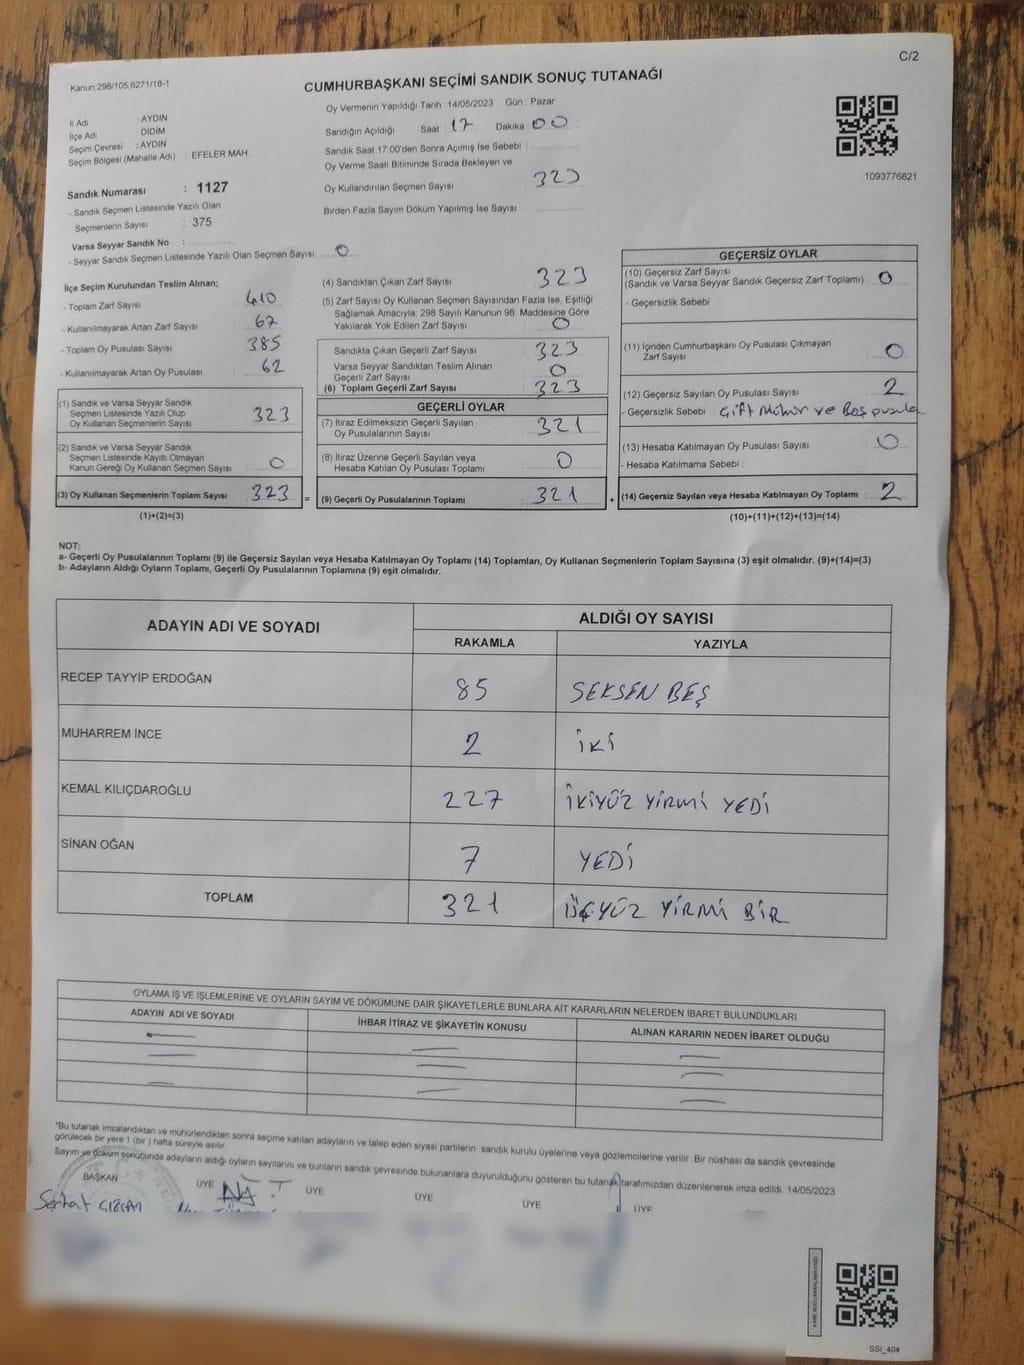 C/2
Kanun;298/105,6271/18-1
CUMHURBAŞKANI SEÇİMİ SANDIK SONUÇ TUTANAĞI
İl Adı : AYDIN
İlçe Adı : DİDİM
Seçim Çevresi : AYDIN
Seçim Bölgesi (Mahalle Adı) : EFELER MAH.
Sandık Numarası : 1127
- Sandık Seçmen Listesinde Yazılı Olan
Seçmenlerin Sayısı : 375
Varsa Seyyar Sandık No :
- Seyyar Sandık Seçmen Listesinde Yazılı Olan Seçmen Sayısı: 0
Oy Vermenin Yapıldığı Tarih : 14/05/2023 Gün : Pazar
Sandığın Açıldığı Saat : 17 Dakika : 00
Sandık Saat 17:00'den Sonra Açılmış İse Sebebi :
Oy Verme Saati Bitiminde Sırada Bekleyen ve
Oy Kullandırılan Seçmen Sayısı 323
Birden Fazla Sayım Döküm Yapılmış İse Sayısı :
1093776821
İlçe Seçim Kurulundan Teslim Alınan;
- Toplam Zarf Sayısı 410
- Kullanılmayarak Artan Zarf Sayısı 67
- Toplam Oy Pusulası Sayısı 385
- Kullanılmayarak Artan Oy Pusulası 62
(1) Sandık ve Varsa Seyyar Sandık
Seçmen Listesinde Yazılı Olup
Oy Kullanan Seçmenlerin Sayısı 323
(2) Sandık ve Varsa Seyyar Sandık
Seçmen Listesinde Kayıtlı Olmayan
Kanun Gereği Oy Kullanan Seçmen Sayısı 0
(3) Oy Kullanan Seçmenlerin Toplam Sayısı 323 =
(1)+(2)=(3)
(4) Sandıktan Çıkan Zarf Sayısı 323
(5) Zarf Sayısı Oy Kullanan Seçmen Sayısından Fazla İse, Eşitliği
Sağlamak Amacıyla; 298 Sayılı Kanunun 98. Maddesine Göre
Yakılarak Yok Edilen Zarf Sayısı 0
Sandıkta Çıkan Geçerli Zarf Sayısı 323
Varsa Seyyar Sandıktan Teslim Alınan
Geçerli Zarf Sayısı 0
(6) Toplam Geçerli Zarf Sayısı 323
GEÇERLİ OYLAR
(7) İtiraz Edilmeksizin Geçerli Sayılan
Oy Pusulalarının Sayısı 321
(8) İtiraz Üzerine Geçerli Sayılan veya
Hesaba Katılan Oy Pusulası Toplamı 0
(9) Geçerli Oy Pusulalarının Toplamı 321 +
GEÇERSİZ OYLAR
(10) Geçersiz Zarf Sayısı
(Sandık ve Varsa Seyyar Sandık Geçersiz Zarf Toplamı) : 0
- Geçersizlik Sebebi :
(11) İçinden Cumhurbaşkanı Oy Pusulası Çıkmayan
Zarf Sayısı 0
(12) Geçersiz Sayılan Oy Pusulası Sayısı 2
- Geçersizlik Sebebi : Çift Mühür ve Boş pusula
(13) Hesaba Katılmayan Oy Pusulası Sayısı 0
- Hesaba Katılmama Sebebi :
(14) Geçersiz Sayılan veya Hesaba Katılmayan Oy Toplamı 2
(10)+(11)+(12)+(13)=(14)
NOT:
a- Geçerli Oy Pusulalarının Toplamı (9) ile Geçersiz Sayılan veya Hesaba Katılmayan Oy Toplamı (14) Toplamları, Oy Kullanan Seçmenlerin Toplam Sayısına (3) eşit olmalıdır. (9)+(14)=(3)
b- Adayların Aldığı Oyların Toplamı, Geçerli Oy Pusulalarının Toplamına (9) eşit olmalıdır.
ADAYIN ADI VE SOYADI
ALDIĞI OY SAYISI
RAKAMLA YAZIYLA
RECEP TAYYİP ERDOĞAN 85 SEKSEN BEŞ
MUHARREM İNCE 2 İKİ
KEMAL KILIÇDAROĞLU 227 İKİYÜZ YİRMİ YEDİ
SİNAN OĞAN 7 YEDİ
TOPLAM 321 ÜÇYÜZ YİRMİ BİR
OYLAMA İŞ VE İŞLEMLERİNE VE OYLARIN SAYIM VE DÖKÜMÜNE DAİR ŞİKAYETLERLE BUNLARA AİT KARARLARIN NELERDEN İBARET BULUNDUKLARI
ADAYIN ADI VE SOYADI İHBAR İTİRAZ VE ŞİKAYETİN KONUSU ALINAN KARARIN NEDEN İBARET OLDUĞU
*Bu tutanak imzalandıktan ve mühürlendikten sonra seçime katılan adayların ve talep eden siyasi partilerin sandık kurulu üyelerine veya gözlemcilerine verilir. Bir nüshası da sandık çevresinde
görülecek bir yere 1 (bir ) hafta süreyle asılır.
Sayım ve döküm sonucunda adayların aldığı oyların sayılarını ve bunların sandık çevresinde bulunanlara duyurulduğunu gösteren bu tutanak tarafımızdan düzenlenerek imza edildi. 14/05/2023
BAŞKAN ÜYE ÜYE ÜYE ÜYE ÜYE
SSI_404